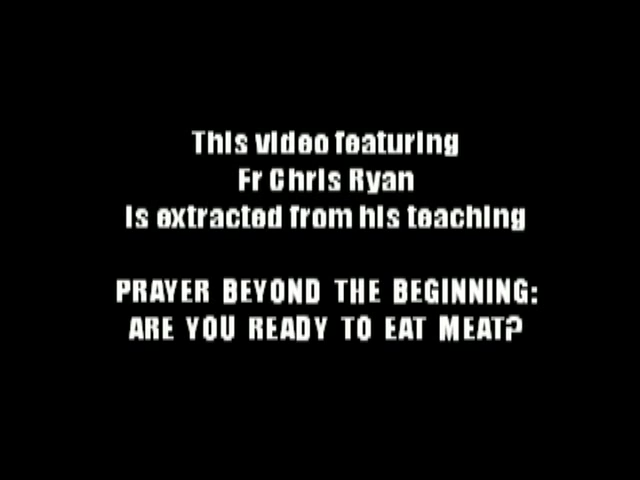 This video featuring
Fr Chris Ryan
is extracted from his teaching
PRAYER BEYOND THE BEGINNING:
ARE YOU READY TO EAT MEAT?